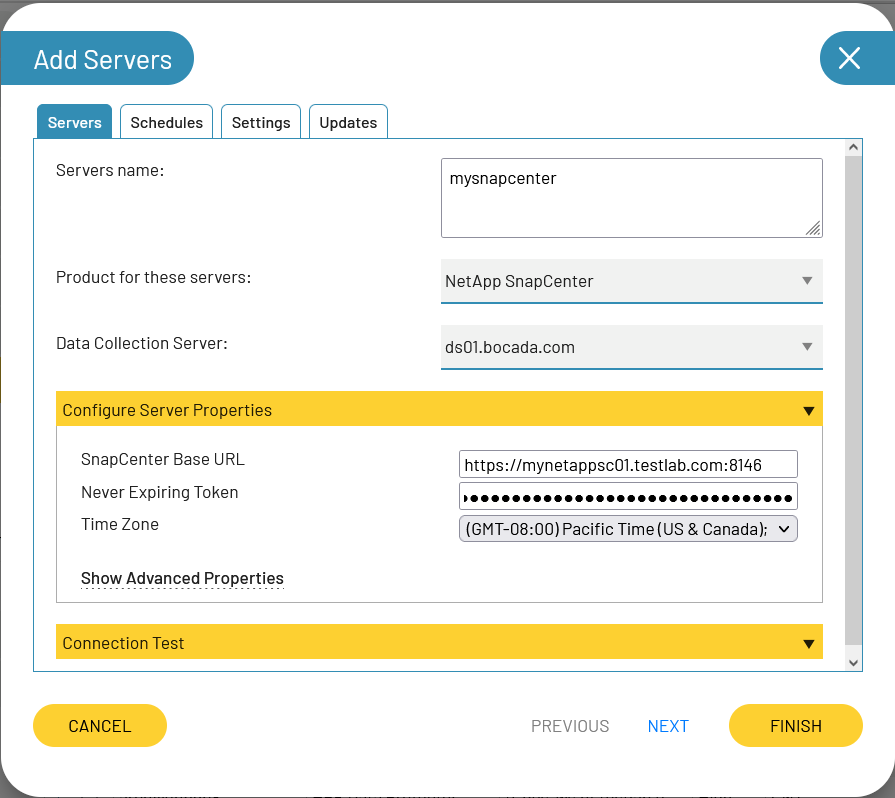 Add Servers
Servers Schedules Settings Updates
Servers name:
mysnapcenter
Product for these servers:
NetApp SnapCenter
Data Collection Server:
ds01.bocada.com
Configure Server Properties
SnapCenter Base URL
https://mynetappsc01.testlab.com:8146
Never Expiring Token
Time Zone
(GMT-08:00) Pacific Time (US & Canada);
Show Advanced Properties
Connection Test
CANCEL PREVIOUS NEXT FINISH